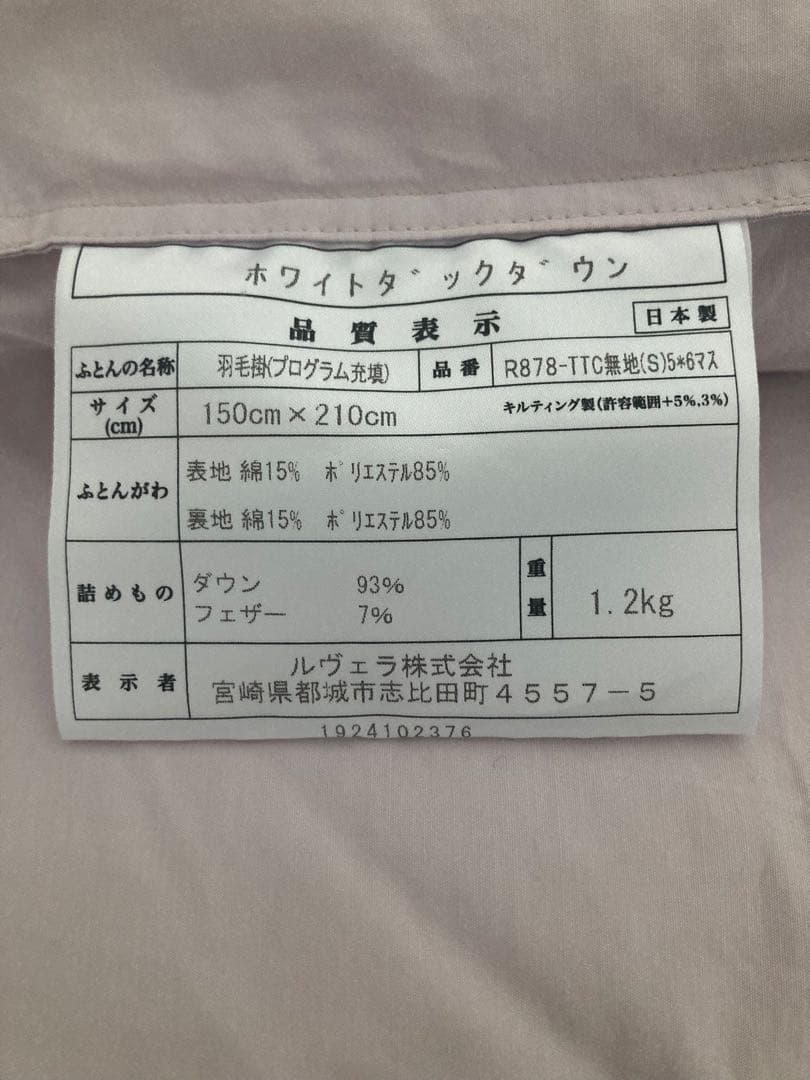 ホワイトダックダウン
品質表示 日本製
ふとんの名称 羽毛掛(プログラム充填) 品番 R878-TTC無地(S)5*6マス
サイズ(cm) 150cm×210cm キルティング製(許容範囲+5%,3%)
ふとんがわ 表地 綿15% ポリエステル85%
裏地 綿15% ポリエステル85%
詰めもの ダウン 93%
フェザー 7%
重量 1.2kg
表示者 ルヴェラ株式会社
宮崎県都城市志比田町4557-5
1924102376